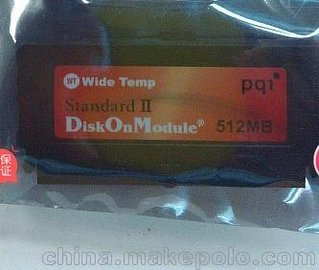 WT Wide Temp
pqi
Standard II
DiskOnModule® 512MB
保证
china.makepolo.com